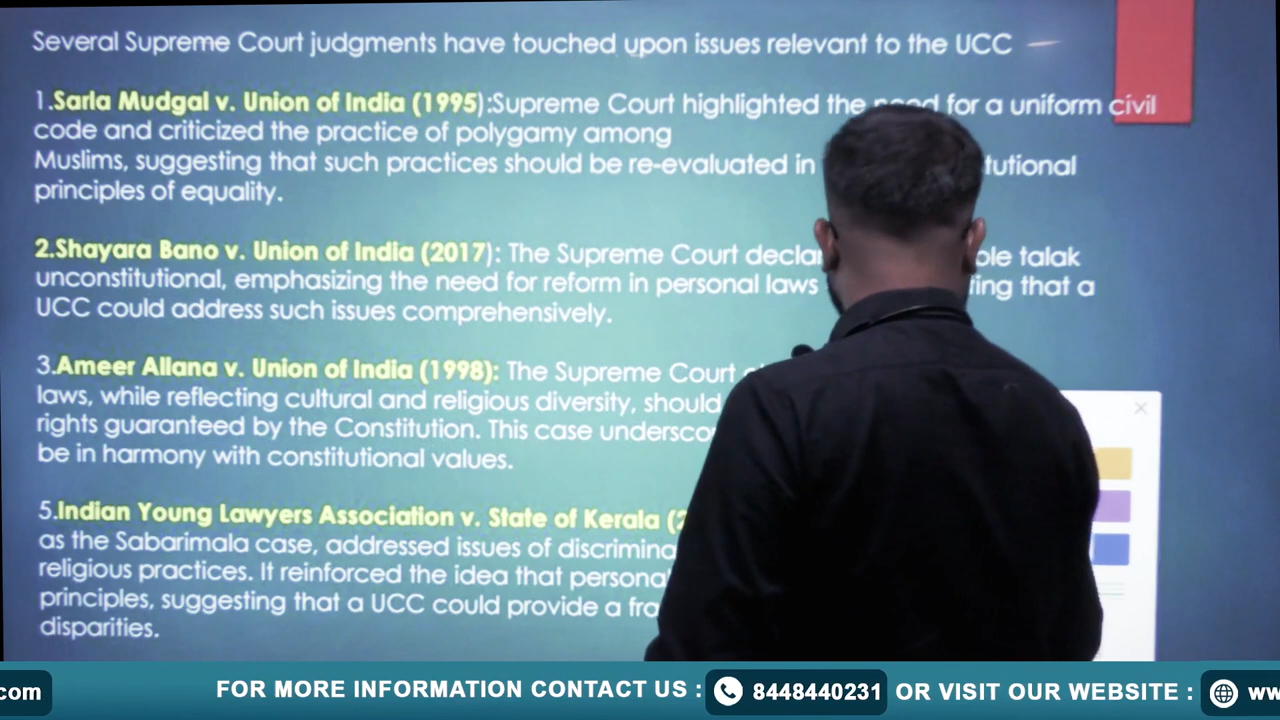 Several Supreme Court judgments have touched upon issues relevant to the UCC
1.Sarla Mudgal v. Union of India (1995):Supreme Court highlighted the need for a uniform civil
code and criticized the practice of polygamy among
Muslims, suggesting that such practices should be re-evaluated in tutional
principles of equality.
2.Shayara Bano v. Union of India (2017): The Supreme Court declar ple talak
unconstitutional, emphasizing the need for reform in personal laws ring that a
UCC could address such issues comprehensively.
3.Ameer Allana v. Union of India (1998): The Supreme Court
laws, while reflecting cultural and religious diversity, should
rights guaranteed by the Constitution. This case undersco
be in harmony with constitutional values.
5.Indian Young Lawyers Association v. State of Kerala (2
as the Sabarimala case, addressed issues of discrimina
religious practices. It reinforced the idea that personal
principles, suggesting that a UCC could provide a fra
disparities.
com FOR MORE INFORMATION CONTACT US : 8448440231 OR VISIT OUR WEBSITE : ww